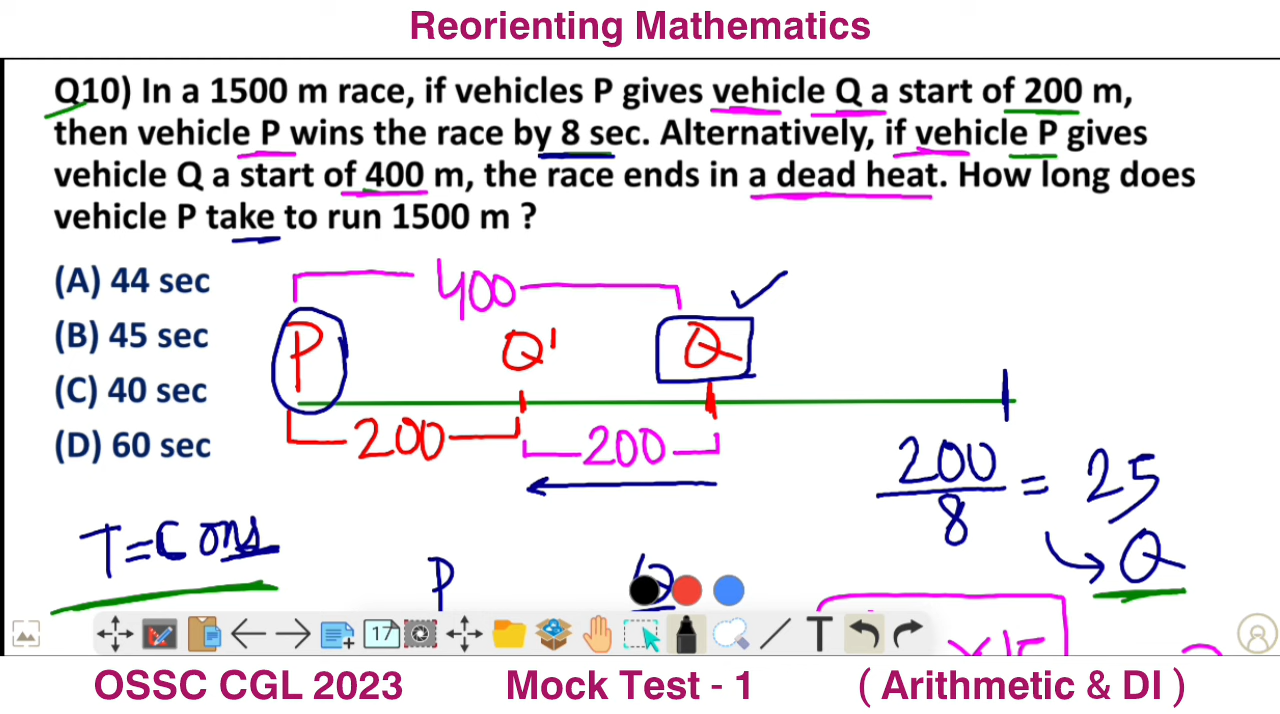 Reorienting Mathematics
Q10) In a 1500 m race, if vehicles P gives vehicle Q a start of 200 m,
then vehicle P wins the race by 8 sec. Alternatively, if vehicle P gives
vehicle Q a start of 400 m, the race ends in a dead heat. How long does
vehicle P take to run 1500 m ?
(A) 44 sec
(B) 45 sec
(C) 40 sec
(D) 60 sec
400
P Q' Q
200 200
200/8 = 25
Q
T = Cons
P Q
17 T
OSSC CGL 2023 Mock Test - 1 ( Arithmetic & DI )